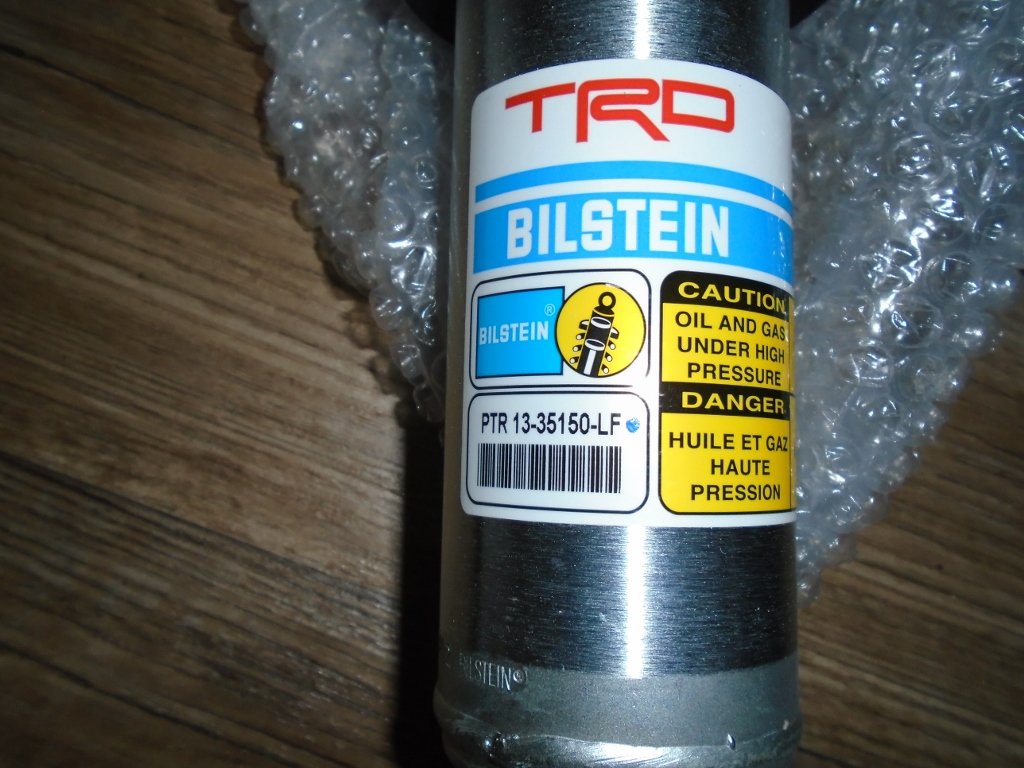 TRD
BILSTEIN
BILSTEIN®
PTR 13-35150-LF
CAUTION
OIL AND GAS
UNDER HIGH
PRESSURE
DANGER
HUILE ET GAZ
HAUTE
PRESSION
BILSTEIN®